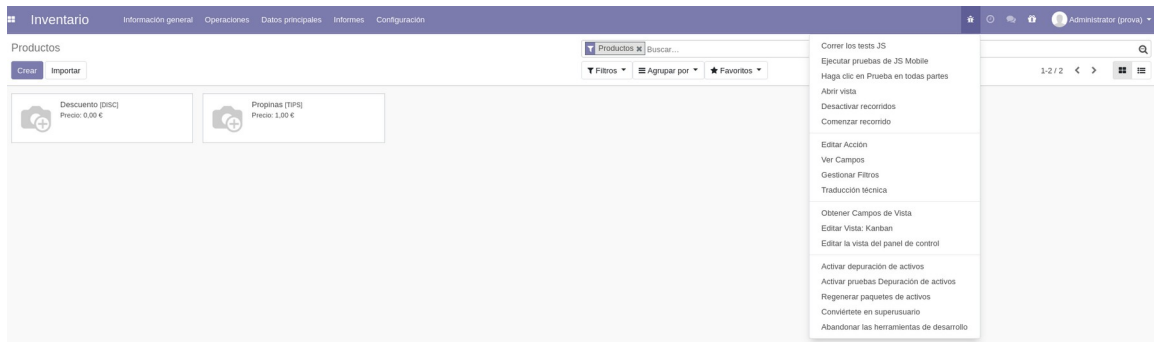 Inventario Información general Operaciones Datos principales Informes Configuración Administrator (prova)
Productos
Productos Buscar...
Crear Importar
Filtros Agrupar por Favoritos
1-2 / 2
Descuento [DISC]
Precio: 0,00 €
Propinas [TIPS]
Precio: 1,00 €
Correr los tests JS
Ejecutar pruebas de JS Mobile
Haga clic en Prueba en todas partes
Abrir vista
Desactivar recorridos
Comenzar recorrido
Editar Acción
Ver Campos
Gestionar Filtros
Traducción técnica
Obtener Campos de Vista
Editar Vista: Kanban
Editar la vista del panel de control
Activar depuración de activos
Activar pruebas Depuración de activos
Regenerar paquetes de activos
Conviértete en superusuario
Abandonar las herramientas de desarrollo